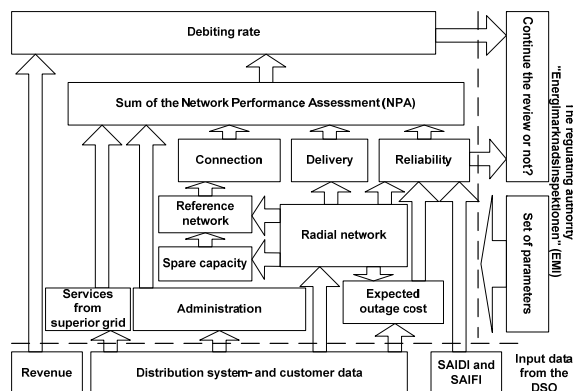 Debiting rate
Sum of the Network Performance Assessment (NPA)
Connection
Delivery
Reliability
Reference
network
Radial network
Spare capacity
Services
from
superior grid
Administration
Expected
outage cost
Revenue
Distribution system- and customer data
SAIDI and
SAIFI
Input data
from the
DSO
Continue the review or not?
Set of parameters
The regulating authority
"Energimarknadsinspektionen" (EMI)